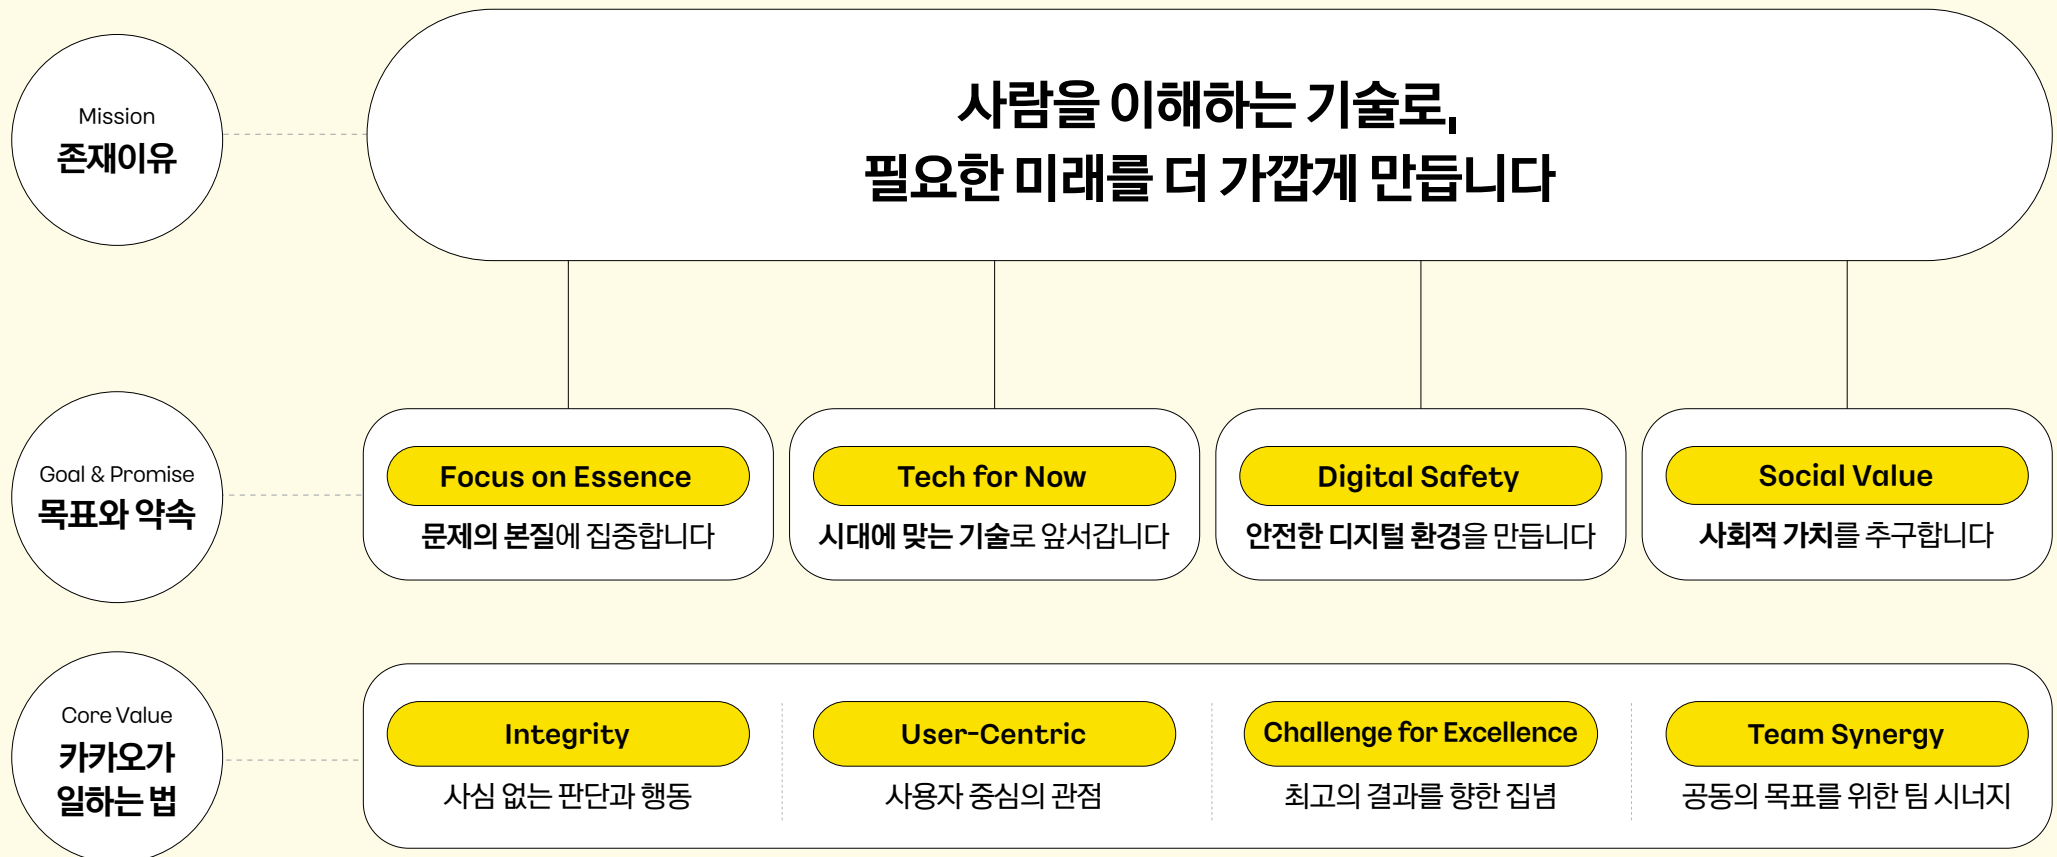 Mission
존재이유
사람을 이해하는 기술로,
필요한 미래를 더 가깝게 만듭니다
Goal & Promise
목표와 약속
Focus on Essence
문제의 본질에 집중합니다
Tech for Now
시대에 맞는 기술로 앞서갑니다
Digital Safety
안전한 디지털 환경을 만듭니다
Social Value
사회적 가치를 추구합니다
Core Value
카카오가
일하는 법
Integrity
사심 없는 판단과 행동
User-Centric
사용자 중심의 관점
Challenge for Excellence
최고의 결과를 향한 집념
Team Synergy
공동의 목표를 위한 팀 시너지